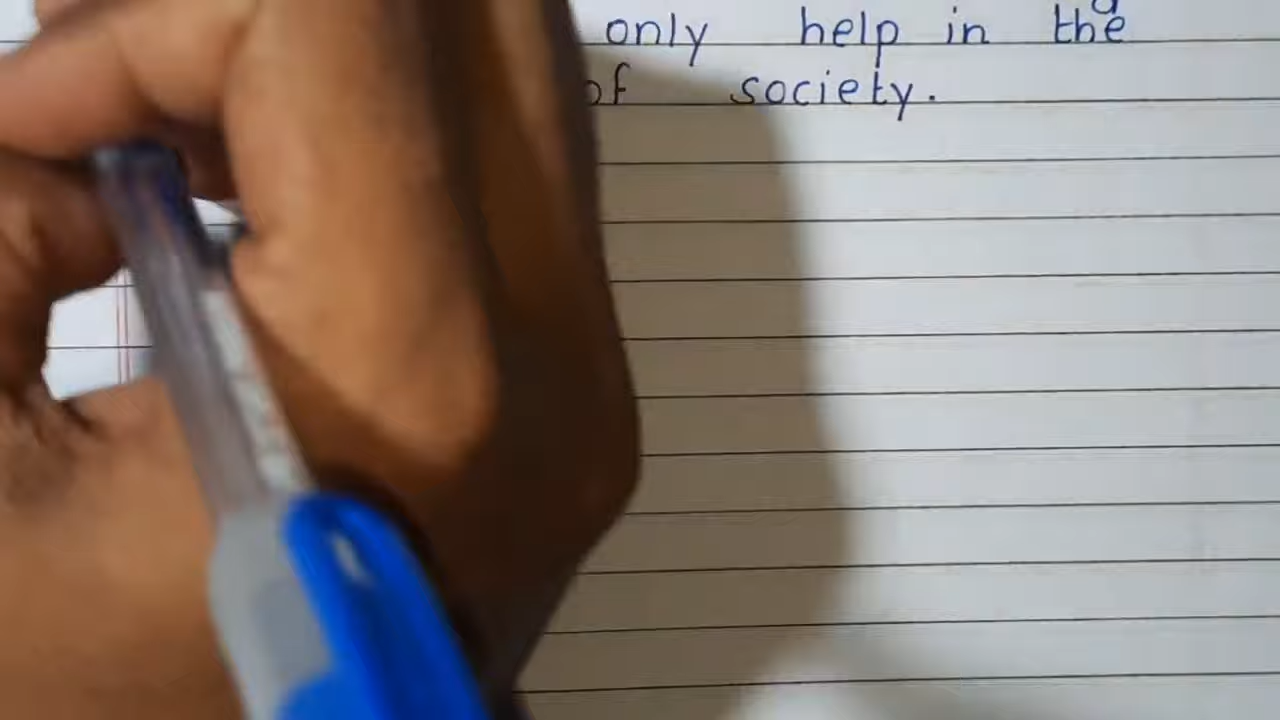 only help in the
of society.